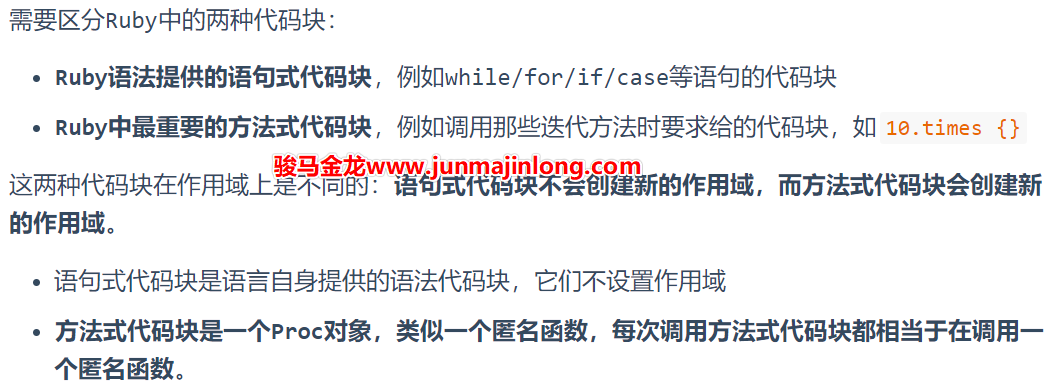 需要区分Ruby中的两种代码块：
• Ruby语法提供的语句式代码块，例如while/for/if/case等语句的代码块
• Ruby中最重要的方法式代码块，例如调用那些迭代方法时要求给的代码块，如 10.times {}
骏马金龙www.junmajinlong.com
这两种代码块在作用域上是不同的：语句式代码块不会创建新的作用域，而方法式代码块会创建新
的作用域。
• 语句式代码块是语言自身提供的语法代码块，它们不设置作用域
• 方法式代码块是一个Proc对象，类似一个匿名函数，每次调用方法式代码块都相当于在调用一
个匿名函数。